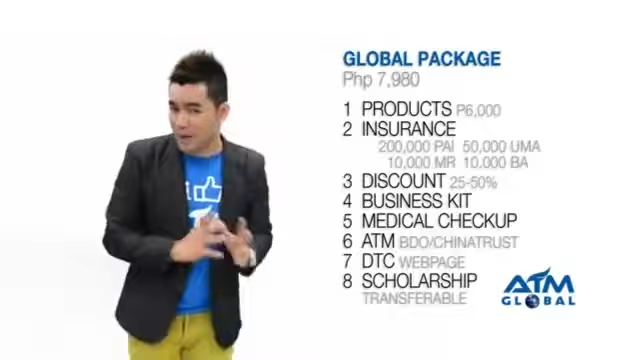 GLOBAL PACKAGE
Php 7,980
1 PRODUCTS P6,000
2 INSURANCE
200,000 PAI 50,000 UMA
10,000 MR 10,000 BA
3 DISCOUNT 25-50%
4 BUSINESS KIT
5 MEDICAL CHECKUP
6 ATM BDO/CHINATRUST
7 DTC WEBPAGE
8 SCHOLARSHIP
TRANSFERABLE
ATM
GLOBAL
i